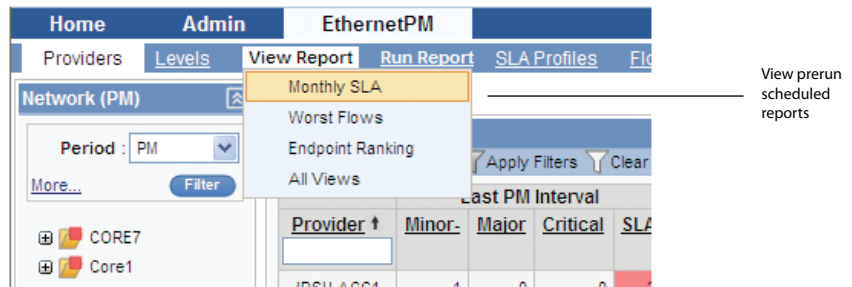 Home Admin EthernetPM
Providers Levels View Report Run Report SLA Profiles
Network (PM)
Monthly SLA
View prerun
scheduled
reports
Worst Flows
Period : PM
Endpoint Ranking
Apply Filters Clear
More... Filter
All Views
Last PM Interval
Provider Minor- Major Critical SLA
CORE7
Core1